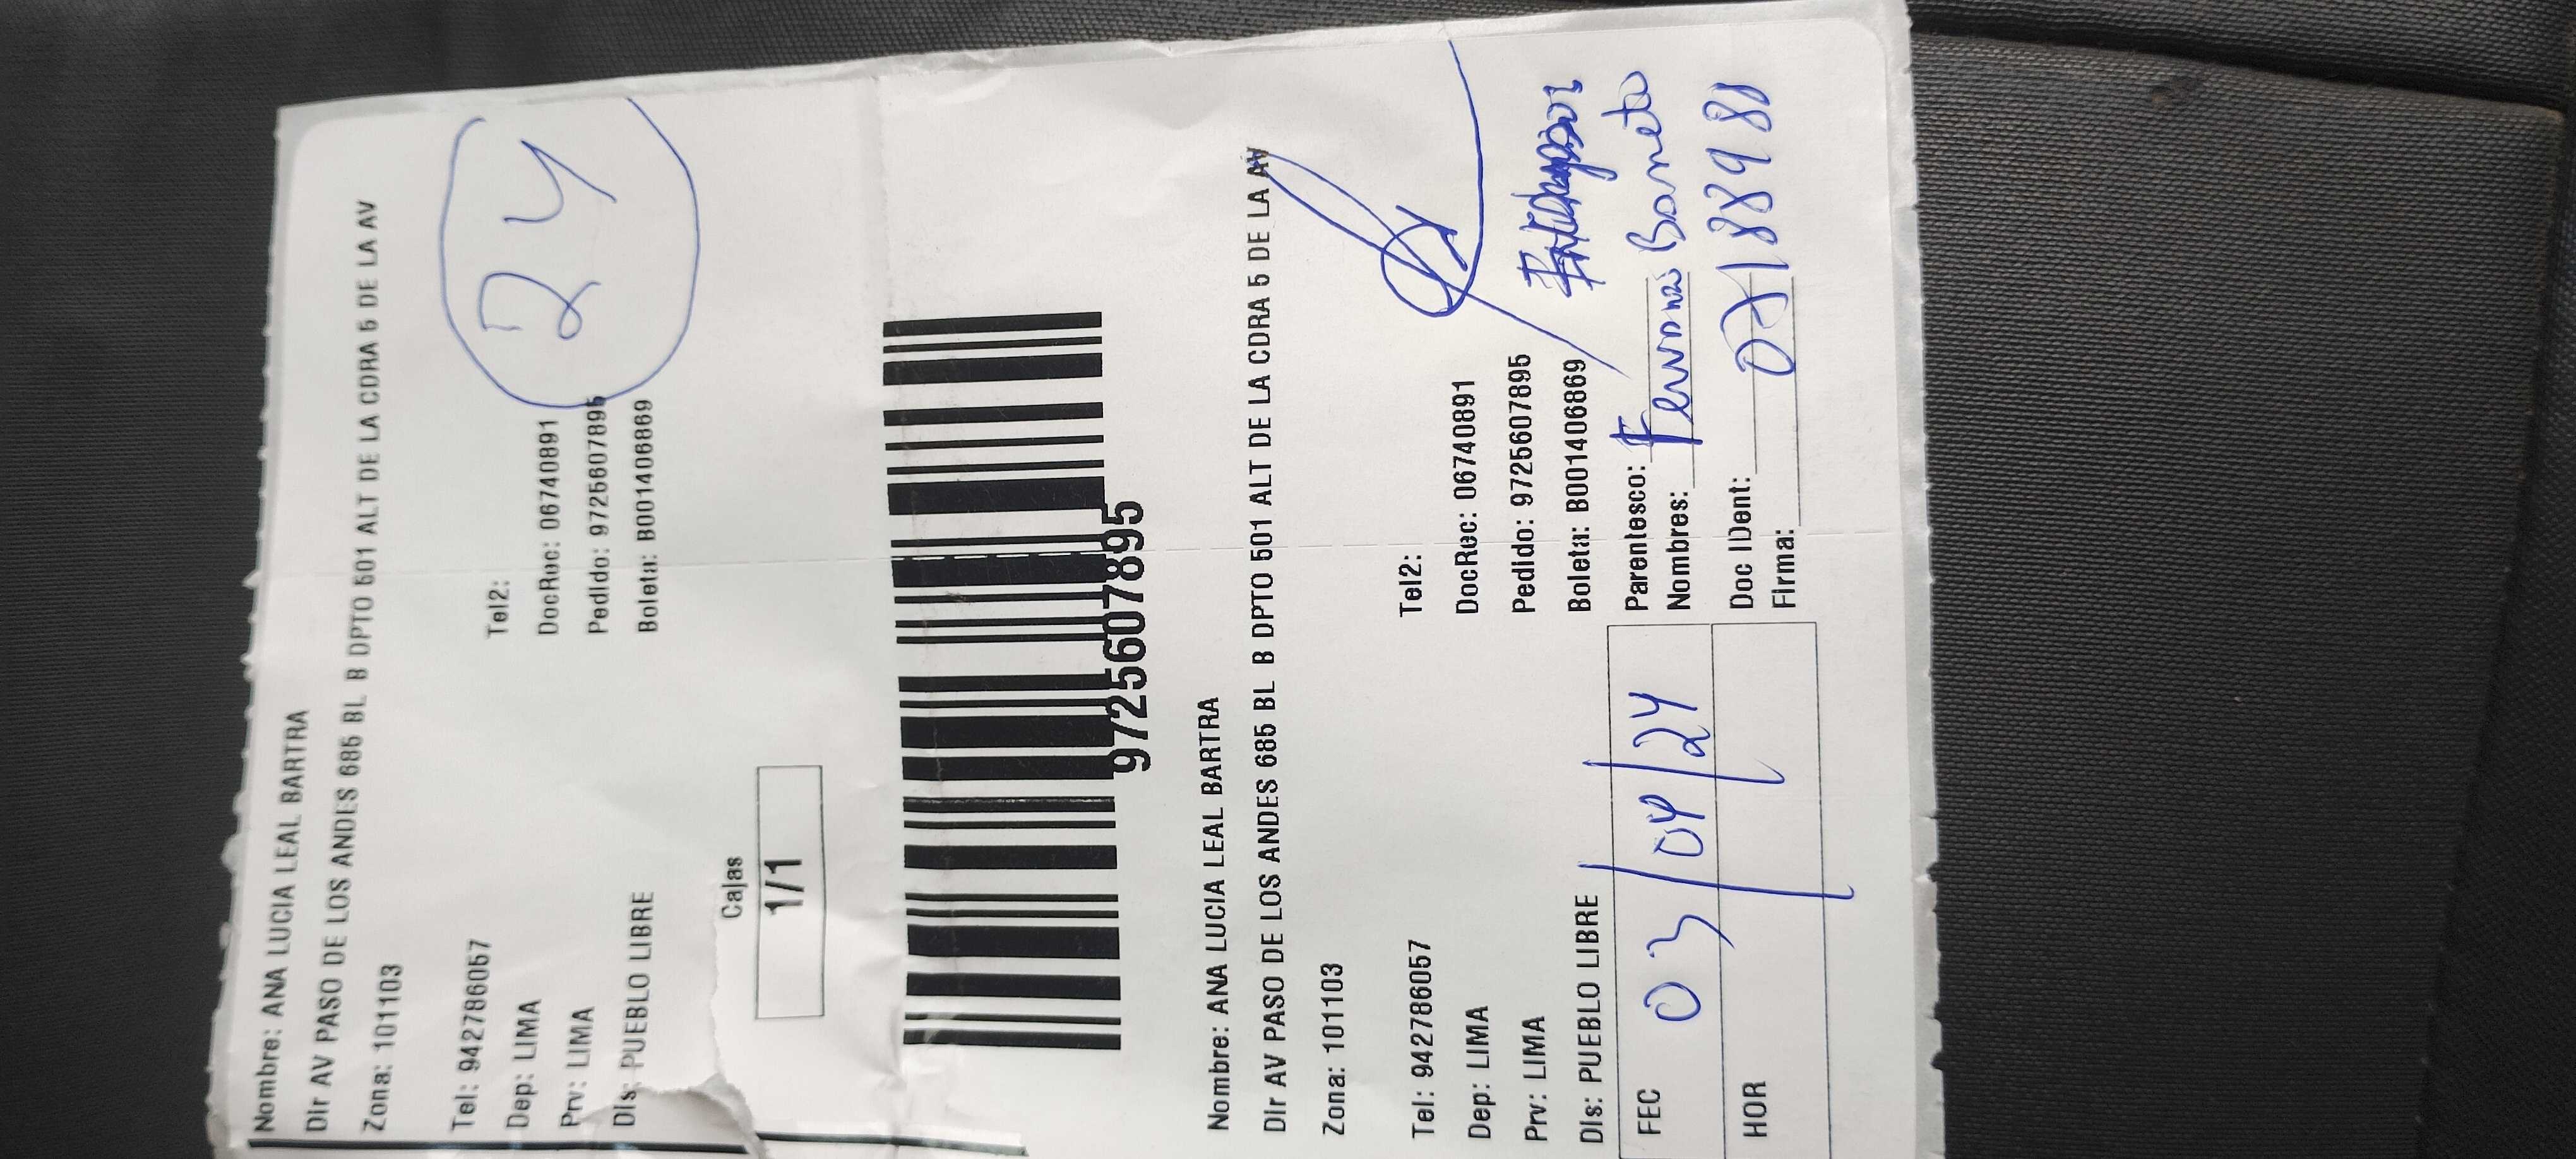 Nombre: ANA LUCIA LEAL BARTRA
Dir AV PASO DE LOS ANDES 685 BL B DPTO 501 ALT DE LA CDRA 5 DE LA AV
Zona: 101103
24
Tel: 942786057 Tel2:
Dep: LIMA DocRec: 06740891
Prv: LIMA Pedido: 9725607895
Dis: PUEBLO LIBRE Boleta: B001406869
Cajas
1/1
9725607895
Nombre: ANA LUCIA LEAL BARTRA
Dir AV PASO DE LOS ANDES 685 BL B DPTO 501 ALT DE LA CDRA 5 DE LA AV
Zona: 101103
Tel: 942786057 Tel2:
Dep: LIMA DocRec: 06740891
Prv: LIMA Pedido: 9725607895
Dis: PUEBLO LIBRE Boleta: B001406869
FEC 03/04/24 Parentesco:
Nombres:
HOR Doc IDent:
Firma: